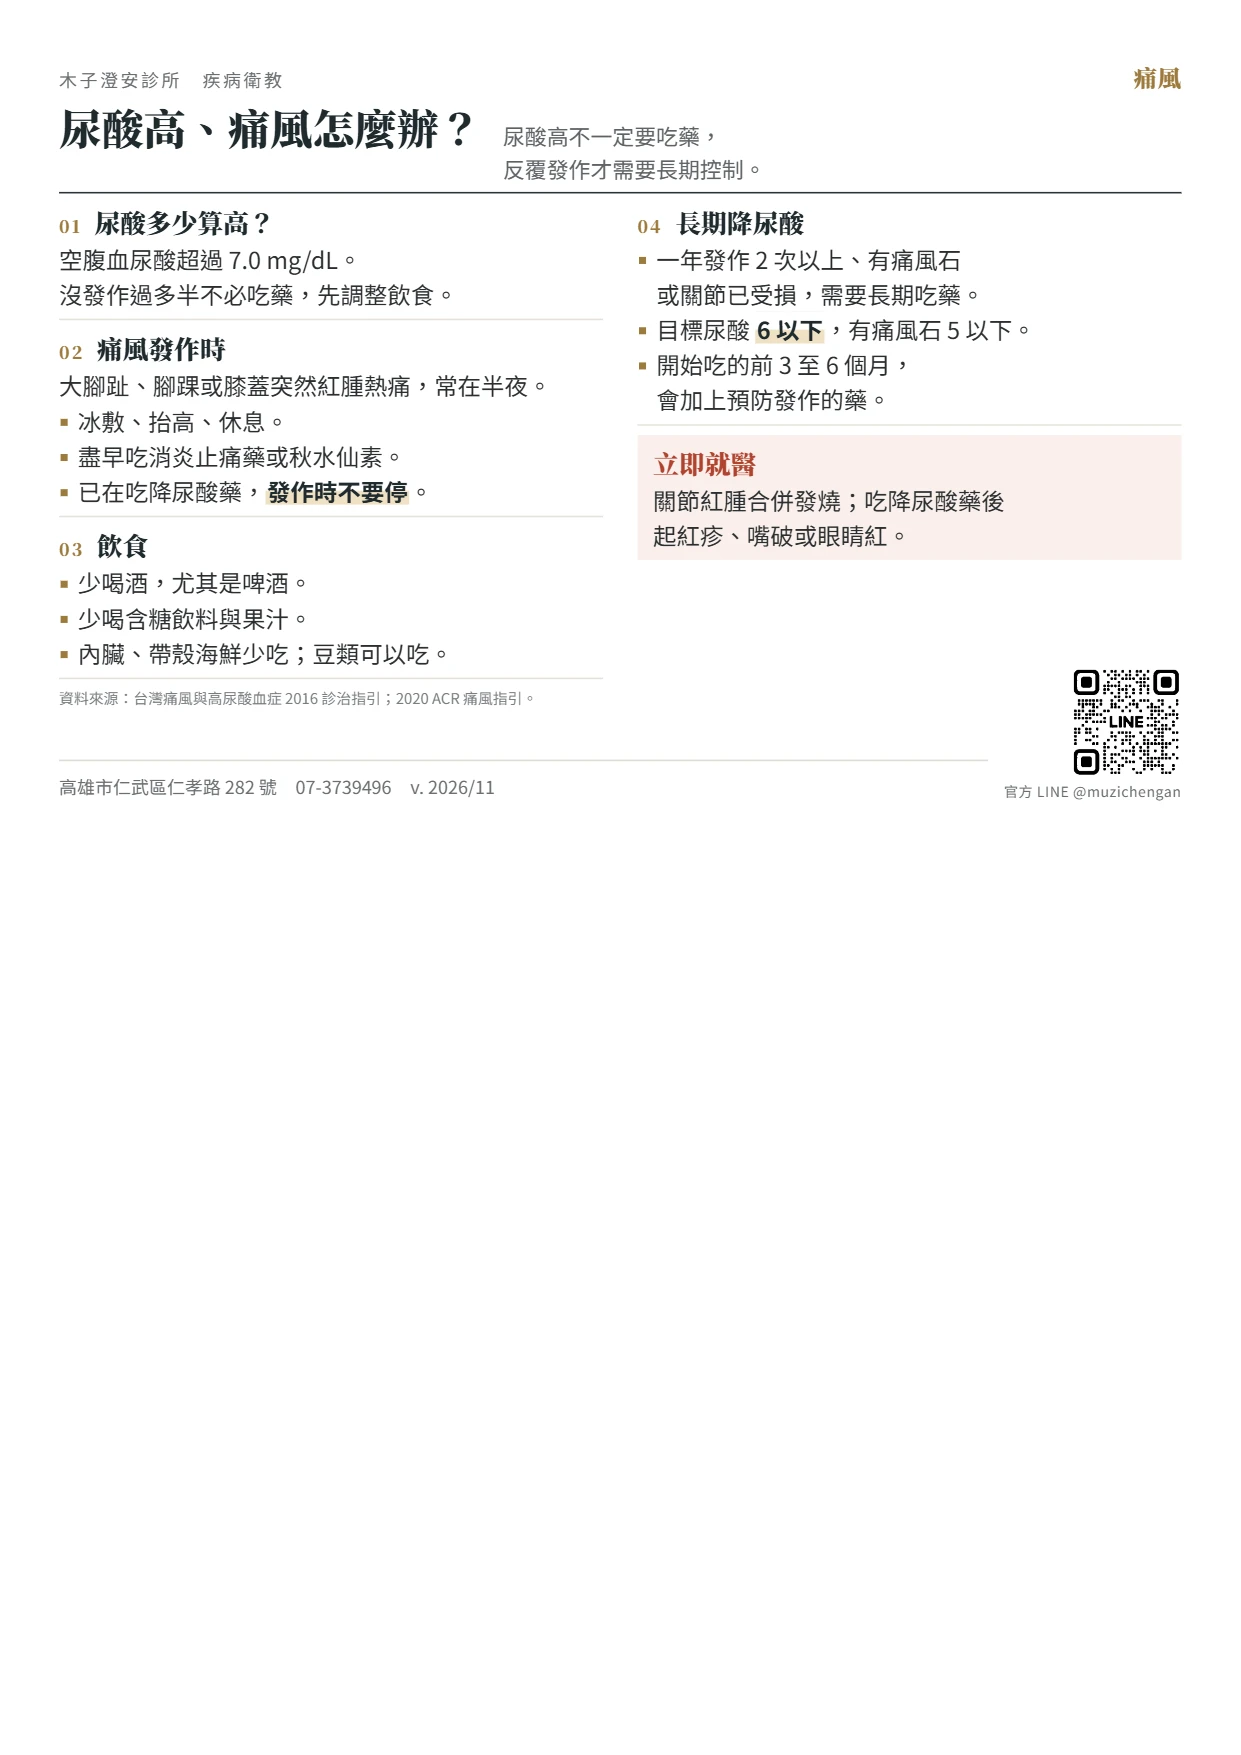 木子澄安診所　疾病衛教
痛風
尿酸高、痛風怎麼辦？
尿酸高不一定要吃藥，
反覆發作才需要長期控制。
01 尿酸多少算高？
空腹血尿酸超過 7.0 mg/dL。
沒發作過多半不必吃藥，先調整飲食。
02 痛風發作時
大腳趾、腳踝或膝蓋突然紅腫熱痛，常在半夜。
▪ 冰敷、抬高、休息。
▪ 盡早吃消炎止痛藥或秋水仙素。
▪ 已在吃降尿酸藥，發作時不要停。
03 飲食
▪ 少喝酒，尤其是啤酒。
▪ 少喝含糖飲料與果汁。
▪ 內臟、帶殼海鮮少吃；豆類可以吃。
資料來源：台灣痛風與高尿酸血症 2016 診治指引；2020 ACR 痛風指引。
04 長期降尿酸
▪ 一年發作 2 次以上、有痛風石
或關節已受損，需要長期吃藥。
▪ 目標尿酸 6 以下，有痛風石 5 以下。
▪ 開始吃的前 3 至 6 個月，
會加上預防發作的藥。
立即就醫
關節紅腫合併發燒；吃降尿酸藥後
起紅疹、嘴破或眼睛紅。
LINE
高雄市仁武區仁孝路 282 號　07-3739496　v. 2026/11
官方 LINE @muzichengan